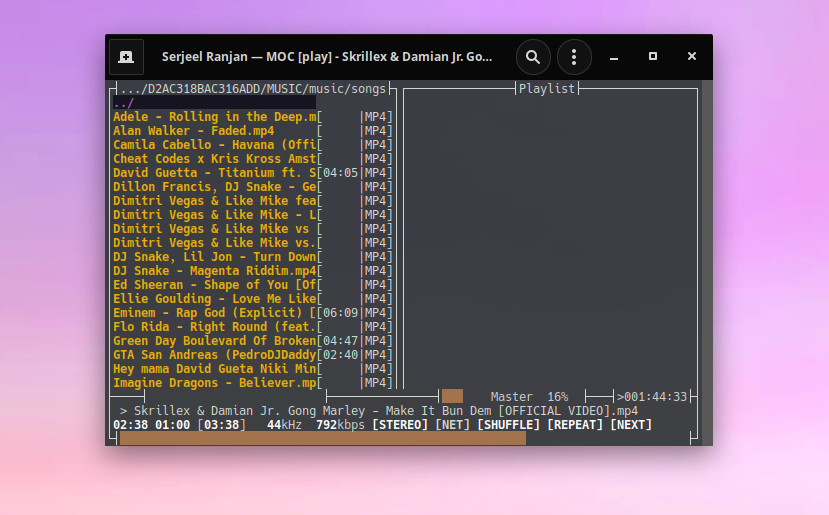 Serjeel Ranjan — MOC [play] - Skrillex & Damian Jr. Go...
.../D2AC318BAC316ADD/MUSIC/music/songs
Playlist
../
Adele - Rolling in the Deep.m[ |MP4]
Alan Walker - Faded.mp4 [ |MP4]
Camila Cabello - Havana (Offi[ |MP4]
Cheat Codes x Kris Kross Amst[ |MP4]
David Guetta - Titanium ft. S[04:05|MP4]
Dillon Francis, DJ Snake - Ge[ |MP4]
Dimitri Vegas & Like Mike fea[ |MP4]
Dimitri Vegas & Like Mike - L[ |MP4]
Dimitri Vegas & Like Mike vs [ |MP4]
Dimitri Vegas & Like Mike vs.[ |MP4]
DJ Snake, Lil Jon - Turn Down[ |MP4]
DJ Snake - Magenta Riddim.mp4[ |MP4]
Ed Sheeran - Shape of You [Of[ |MP4]
Ellie Goulding - Love Me Like[ |MP4]
Eminem - Rap God (Explicit) [[06:09|MP4]
Flo Rida - Right Round (feat.[ |MP4]
Green Day Boulevard Of Broken[04:47|MP4]
GTA San Andreas (PedroDJDaddy[02:40|MP4]
Hey mama David Gueta Niki Min[ |MP4]
Imagine Dragons - Believer.mp[ |MP4]
Master 16% >001:44:33
> Skrillex & Damian Jr. Gong Marley - Make It Bun Dem [OFFICIAL VIDEO].mp4
02:38 01:00 [03:38] 44kHz 792kbps [STEREO] [NET] [SHUFFLE] [REPEAT] [NEXT]